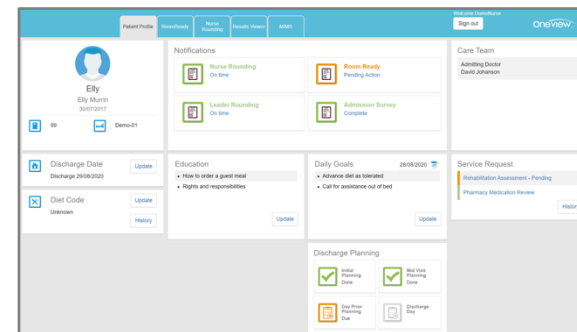 Welcome DemoNurse
Sign out
oneview
Patient Profile
RoomReady
Nurse
Rounding
Results Viewer
MIMS
Elly
Elly Murrin
30/07/2017
99
Demo-01
Notifications
Nurse Rounding
On time
Room Ready
Pending Action
Leader Rounding
On time
Admission Survey
Complete
Care Team
Admitting Doctor
David Johanson
Discharge Date
Discharge 29/08/2020
Update
Diet Code
Unknown
Update
History
Education
• How to order a guest meal
• Rights and responsibilities
Update
Daily Goals
28/08/2020
• Advance diet as tolerated
• Call for assistance out of bed
Update
Service Request
Rehabilitation Assessment - Pending
Pharmacy Medication Review
Histor
Discharge Planning
Initial
Planning
Done
Mid Visit
Planning
Done
Day Prior
Planning
Due
Discharge
Day